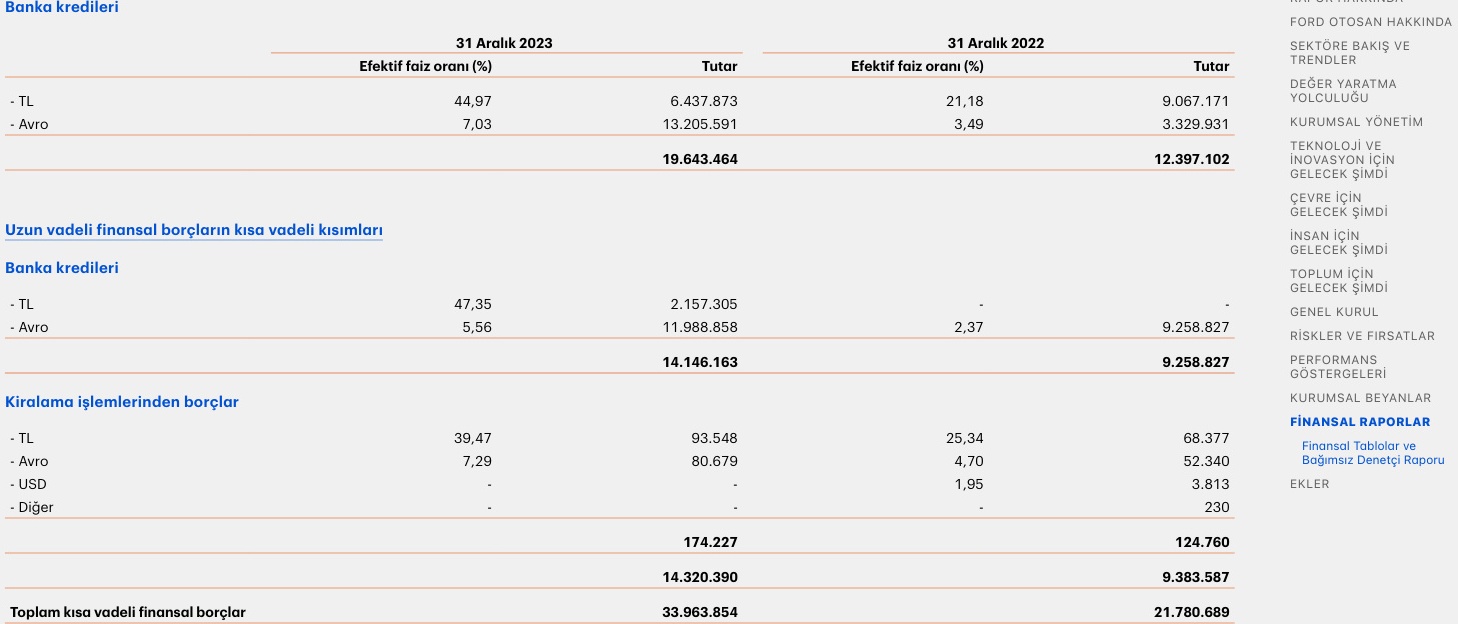 Banka kredileri
31 Aralık 2023 31 Aralık 2022
Efektif faiz oranı (%) Tutar Efektif faiz oranı (%) Tutar
- TL 44,97 6.437.873 21,18 9.067.171
- Avro 7,03 13.205.591 3,49 3.329.931
19.643.464 12.397.102
Uzun vadeli finansal borçların kısa vadeli kısımları
Banka kredileri
- TL 47,35 2.157.305 - -
- Avro 5,56 11.988.858 2,37 9.258.827
14.146.163 9.258.827
Kiralama işlemlerinden borçlar
- TL 39,47 93.548 25,34 68.377
- Avro 7,29 80.679 4,70 52.340
- USD - - 1,95 3.813
- Diğer - - - 230
174.227 124.760
14.320.390 9.383.587
Toplam kısa vadeli finansal borçlar 33.963.854 21.780.689
FORD OTOSAN HAKKINDA
SEKTÖRE BAKIŞ VE
TRENDLER
DEĞER YARATMA
YOLCULUĞU
KURUMSAL YÖNETİM
TEKNOLOJİ VE
İNOVASYON İÇİN
GELECEK ŞİMDİ
ÇEVRE İÇİN
GELECEK ŞİMDİ
İNSAN İÇİN
GELECEK ŞİMDİ
TOPLUM İÇİN
GELECEK ŞİMDİ
GENEL KURUL
RİSKLER VE FIRSATLAR
PERFORMANS
GÖSTERGELERİ
KURUMSAL BEYANLAR
FİNANSAL RAPORLAR
Finansal Tablolar ve
Bağımsız Denetçi Raporu
EKLER